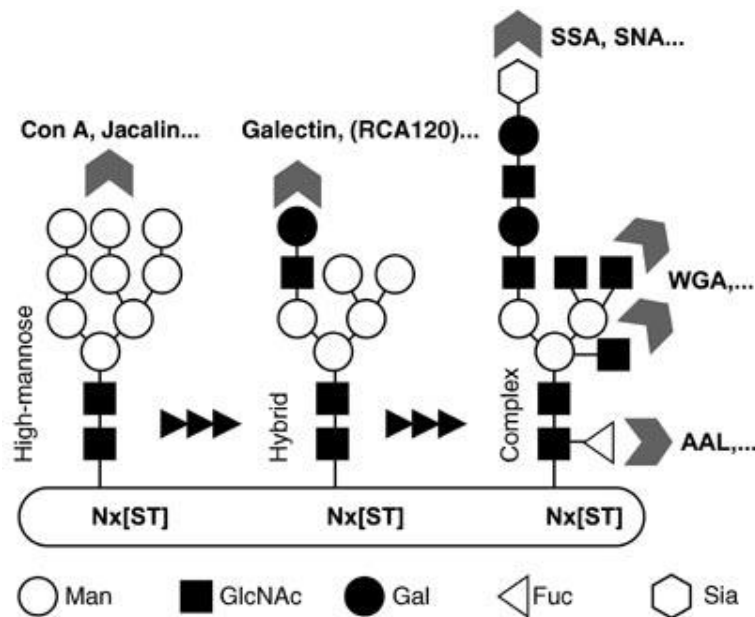 SSA, SNA...
Con A, Jacalin...
Galectin, (RCA120)...
WGA,...
High-mannose
Hybrid
Complex
AAL,...
Nx[ST]
Nx[ST]
Nx[ST]
Man
GlcNAc
Gal
Fuc
Sia